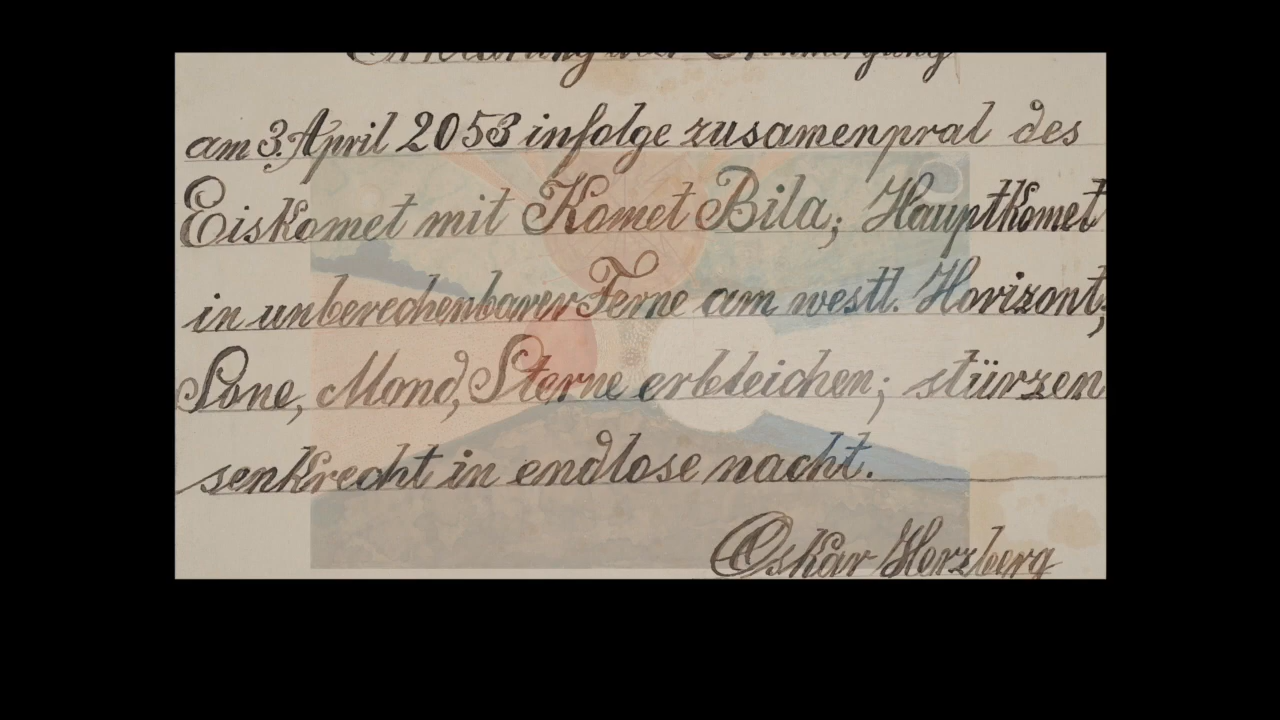 am 3. April 2053 infolge zusamenpral des
Eiskomet mit Komet Bila; Hauptkomet
in unberechenbarer Ferne am westl. Horizont;
Sone, Mond, Sterne erbleichen; stürzen
senkrecht in endlose nacht.
Oskar Herzberg